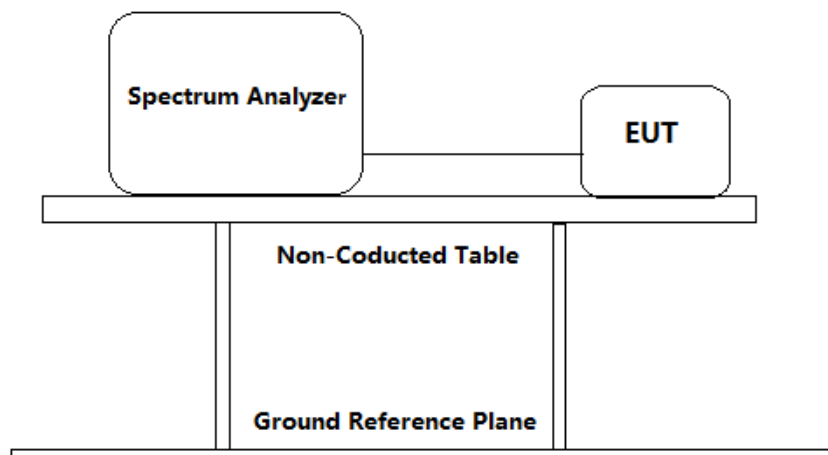 Spectrum Analyzer
EUT
Non-Coducted Table
Ground Reference Plane